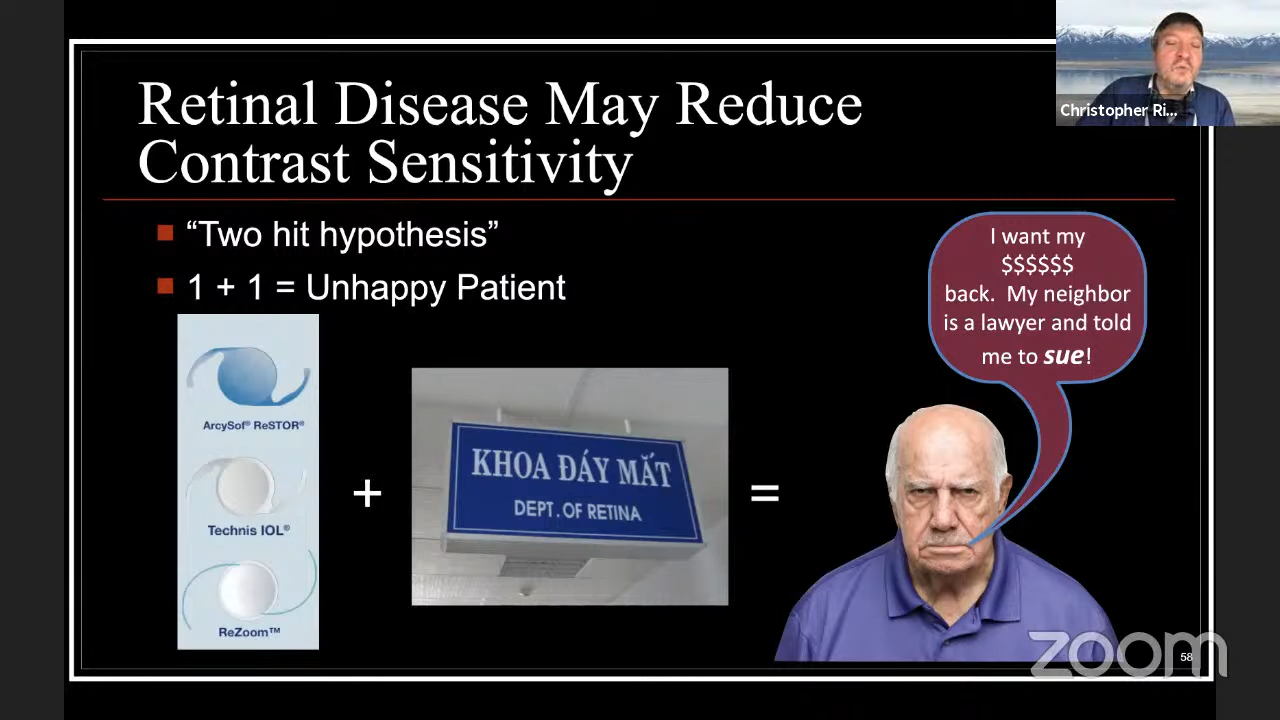 Retinal Disease May Reduce
Contrast Sensitivity
"Two hit hypothesis"
1 + 1 = Unhappy Patient
ArcySof® ReSTOR®
Technis IOL®
ReZoom™
+
KHOA ĐÁY MẮT
DEPT. OF RETINA
=
I want my
$$$$$$
back. My neighbor
is a lawyer and told
me to sue!
Christopher Ri...
zoom
58